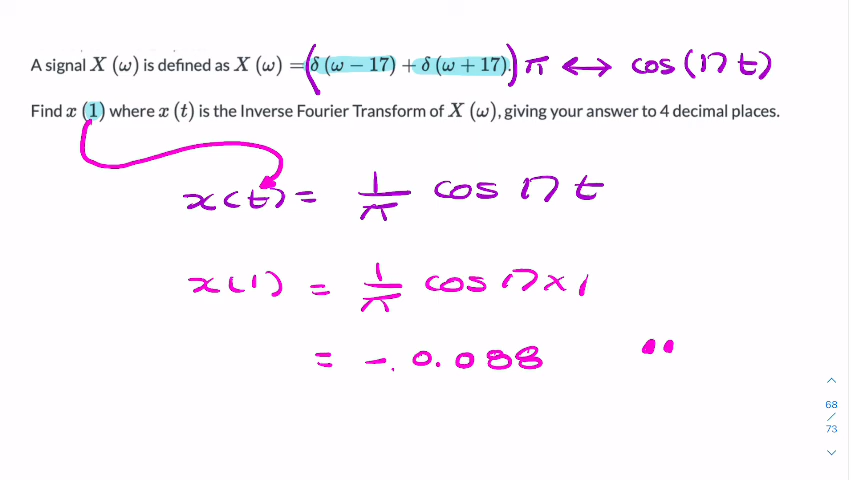 A signal X (ω) is defined as X (ω) = (δ (ω − 17) + δ (ω + 17).) π ↔ cos(17t)
Find x (1) where x (t) is the Inverse Fourier Transform of X (ω), giving your answer to 4 decimal places.
x(t) = 1/π cos 17 t
x(1) = 1/π cos 17 × 1
= -0.088
68
/
73